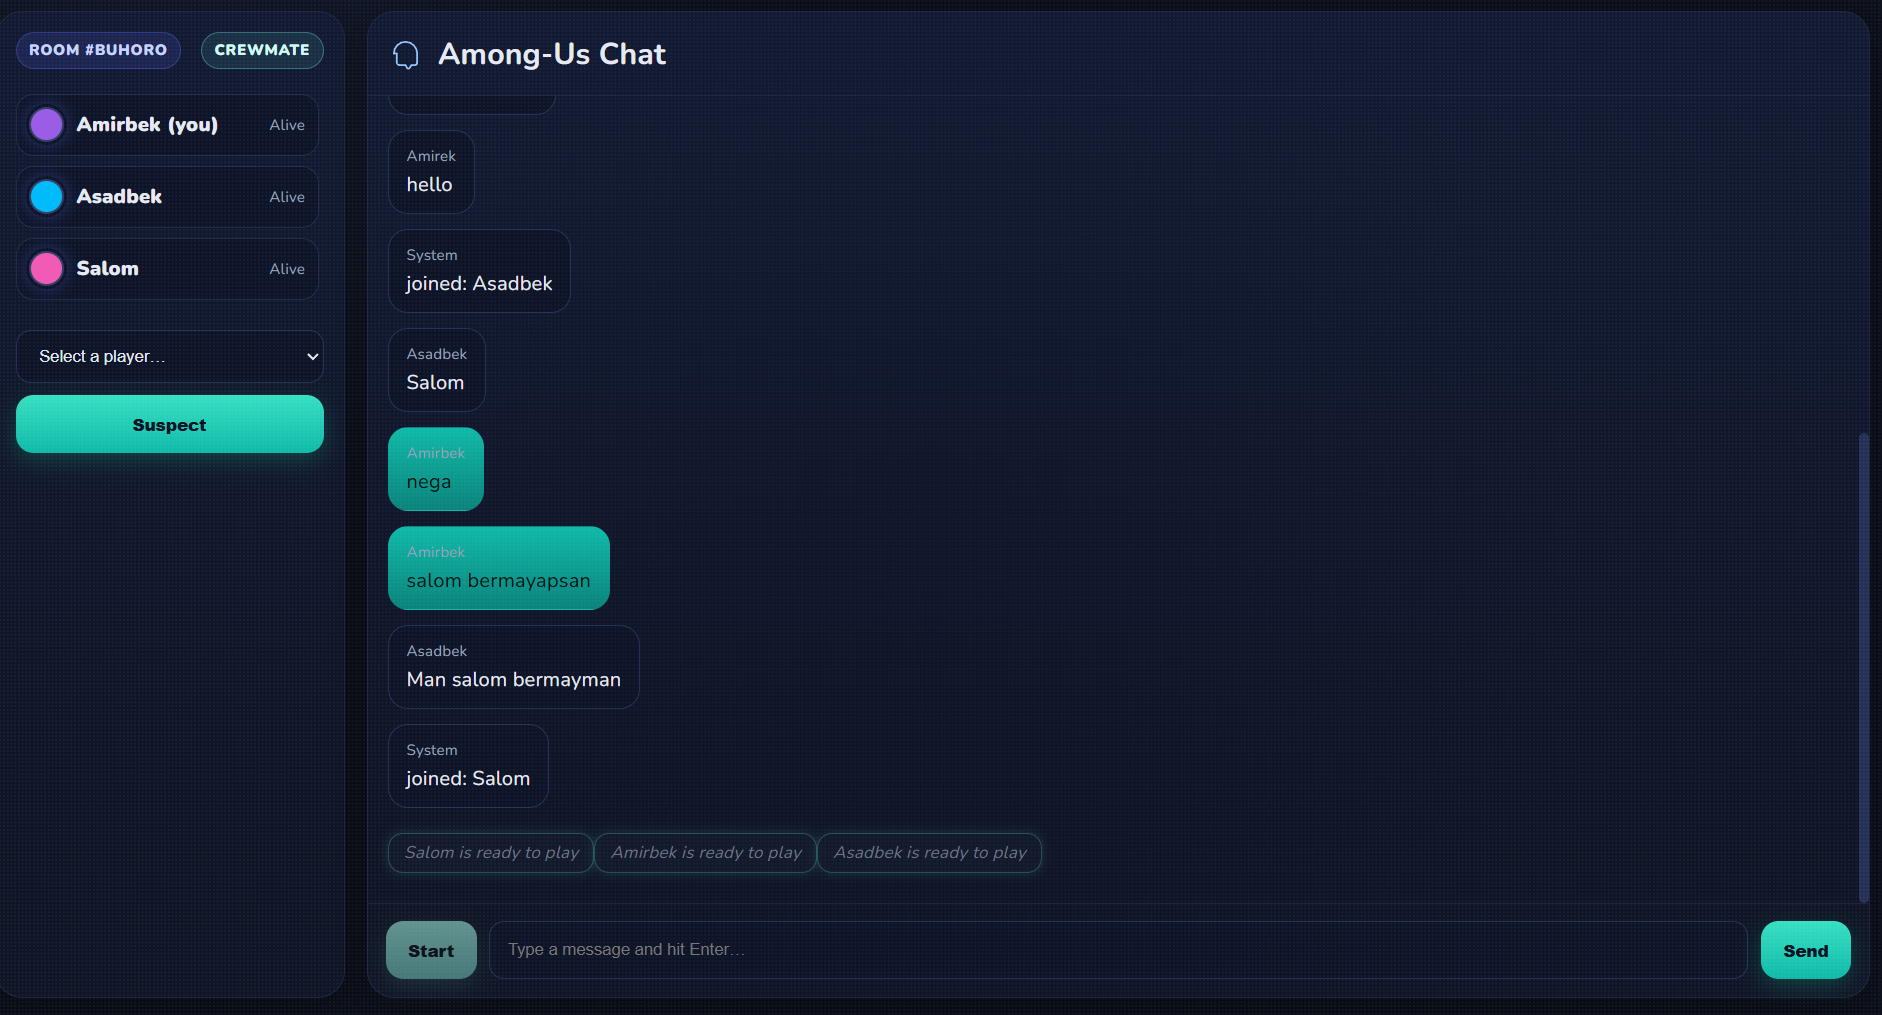 ROOM #BUHORO
CREWMATE
Amirbek (you)
Alive
Asadbek
Alive
Salom
Alive
Select a player...
Suspect
Among-Us Chat
Amirek
hello
System
joined: Asadbek
Asadbek
Salom
Amirbek
nega
Amirbek
salom bermayapsan
Asadbek
Man salom bermayman
System
joined: Salom
Salom is ready to play
Amirbek is ready to play
Asadbek is ready to play
Start
Type a message and hit Enter...
Send